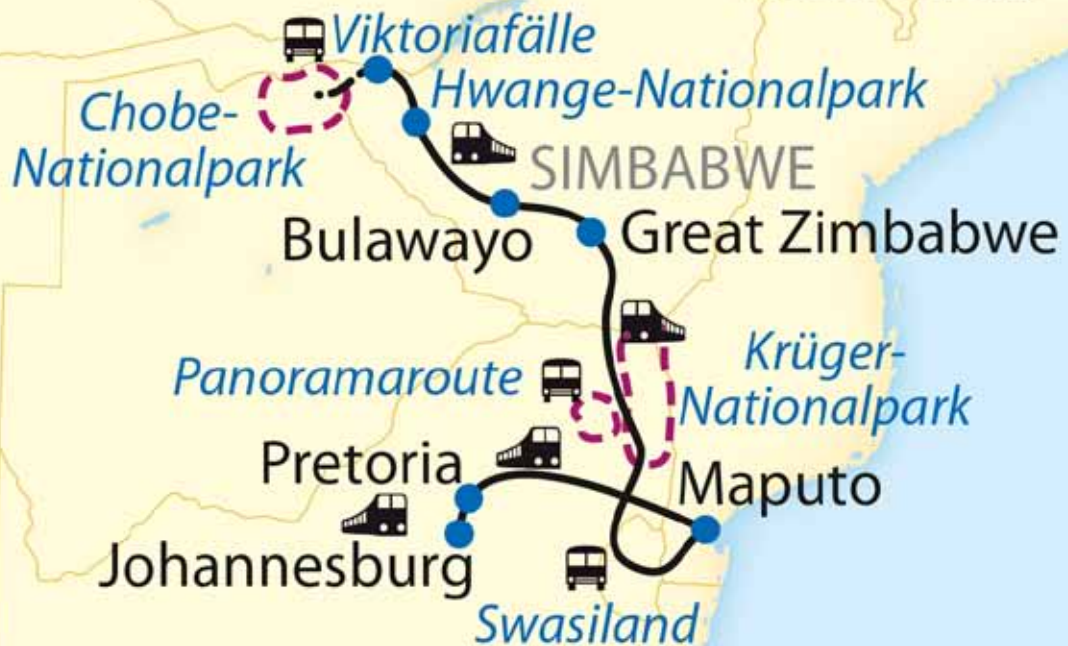 Viktoriafälle
Hwange-Nationalpark
Chobe-
Nationalpark
SIMBABWE
Bulawayo
Great Zimbabwe
Krüger-
Nationalpark
Panoramaroute
Pretoria
Maputo
Johannesburg
Swasiland